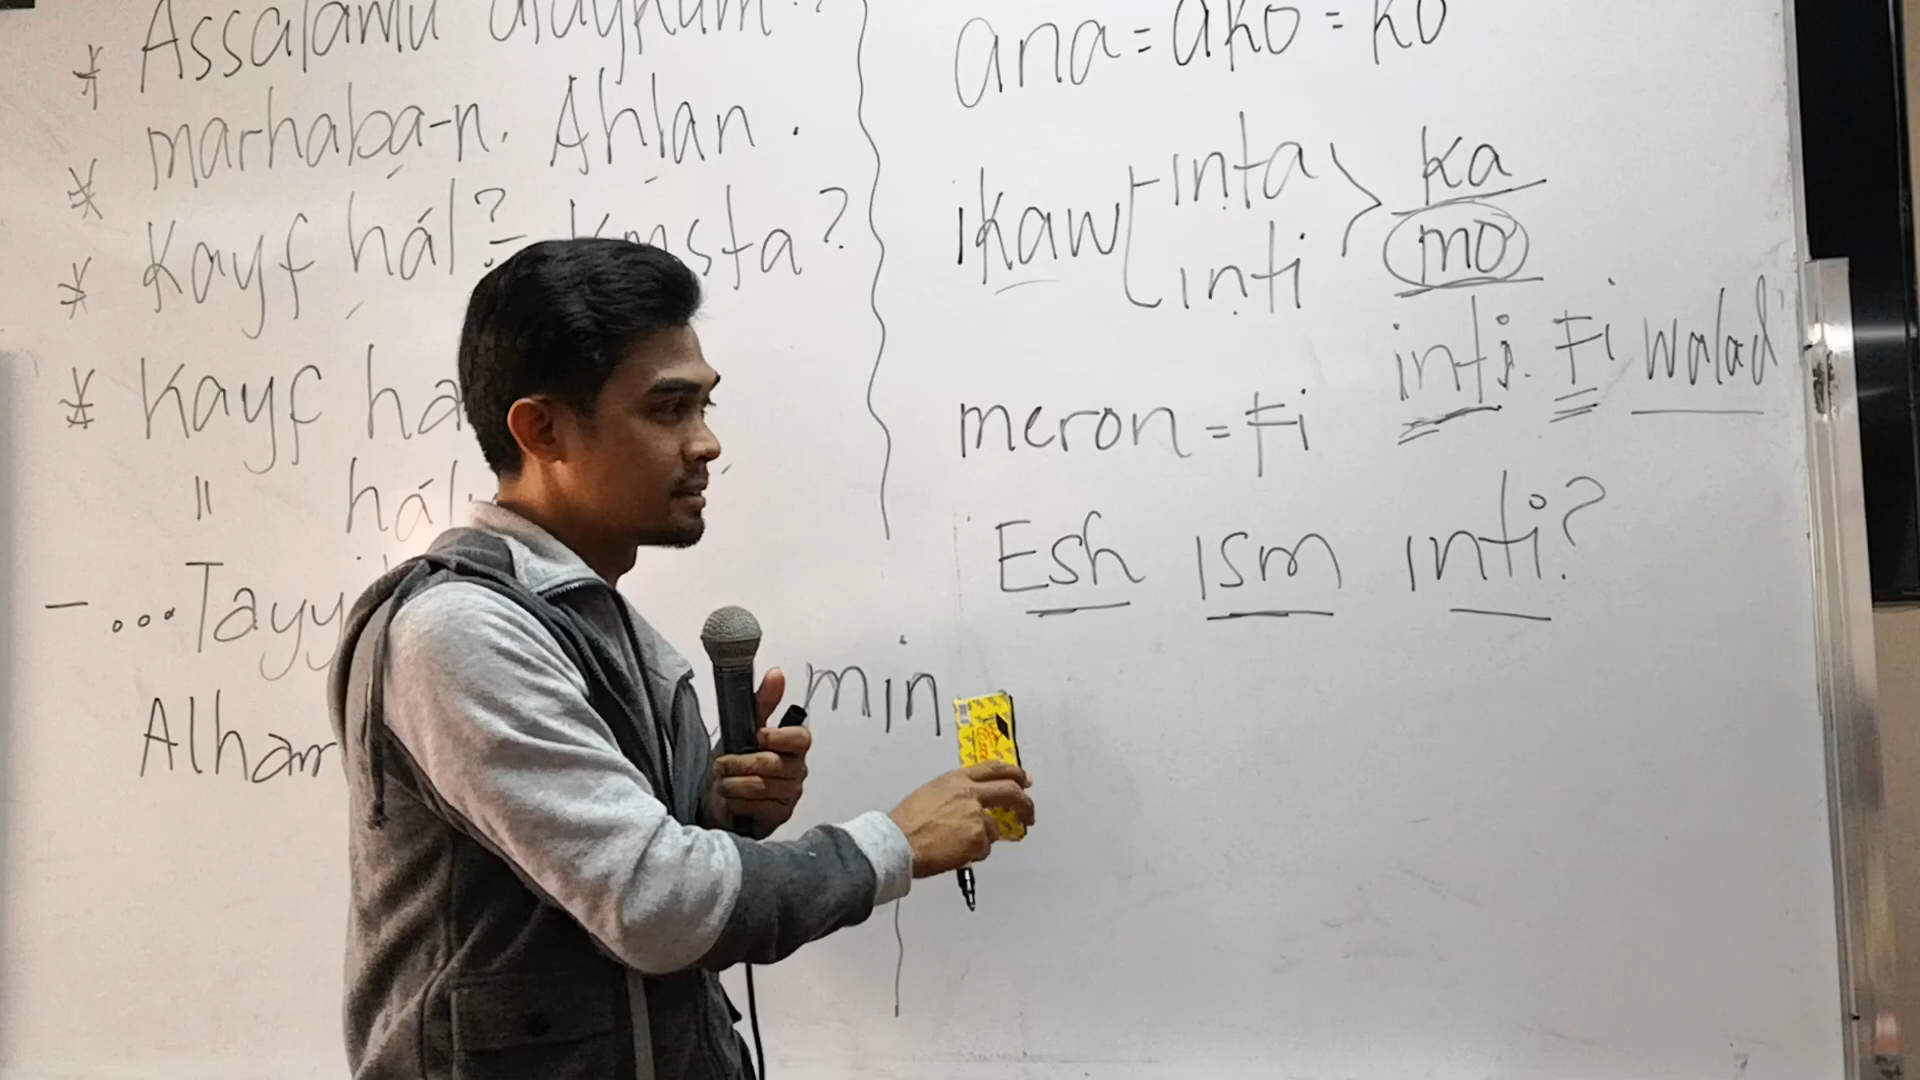 * Assalamu alaykum
marhaba-n. Ahlan.
* Kayf hál? = Kmsta?
* Kayf ha
" hál
- ...Tayy
Alham
min
ana = ako = ko
ikaw inta ka
inti mo
inti. Fi walad
meron = Fi
Esh ism inti?